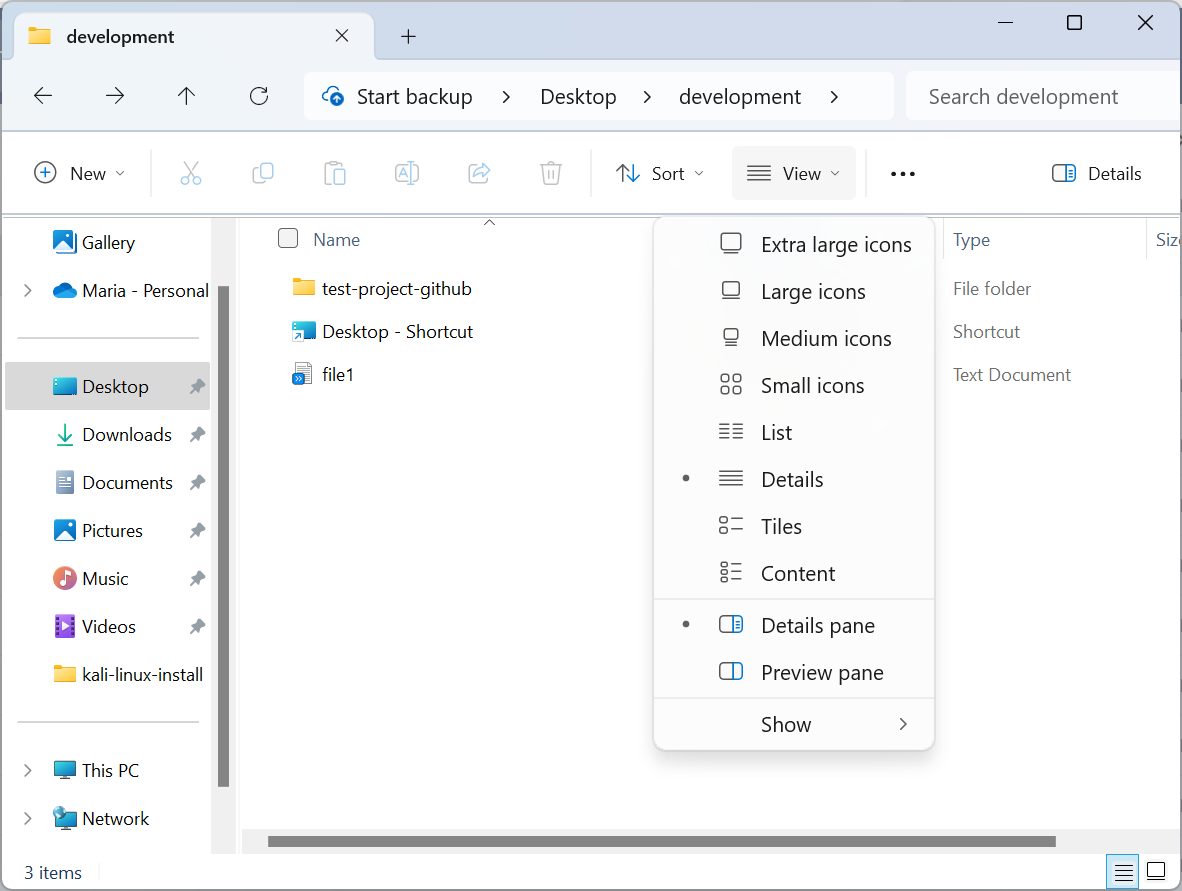 development
Start backup > Desktop > development >
Search development
New
Sort
View
Details
Gallery
Maria - Personal
Desktop
Downloads
Documents
Pictures
Music
Videos
kali-linux-install
This PC
Network
Name
Type
test-project-github
File folder
Desktop - Shortcut
Shortcut
file1
Text Document
Extra large icons
Large icons
Medium icons
Small icons
List
Details
Tiles
Content
Details pane
Preview pane
Show
3 items